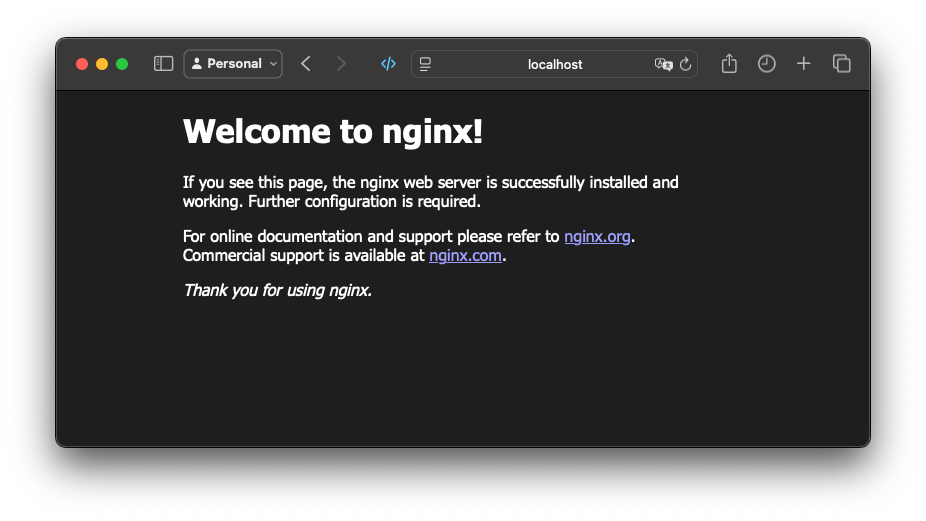 Personal
localhost
Welcome to nginx!
If you see this page, the nginx web server is successfully installed and
working. Further configuration is required.
For online documentation and support please refer to nginx.org.
Commercial support is available at nginx.com.
Thank you for using nginx.